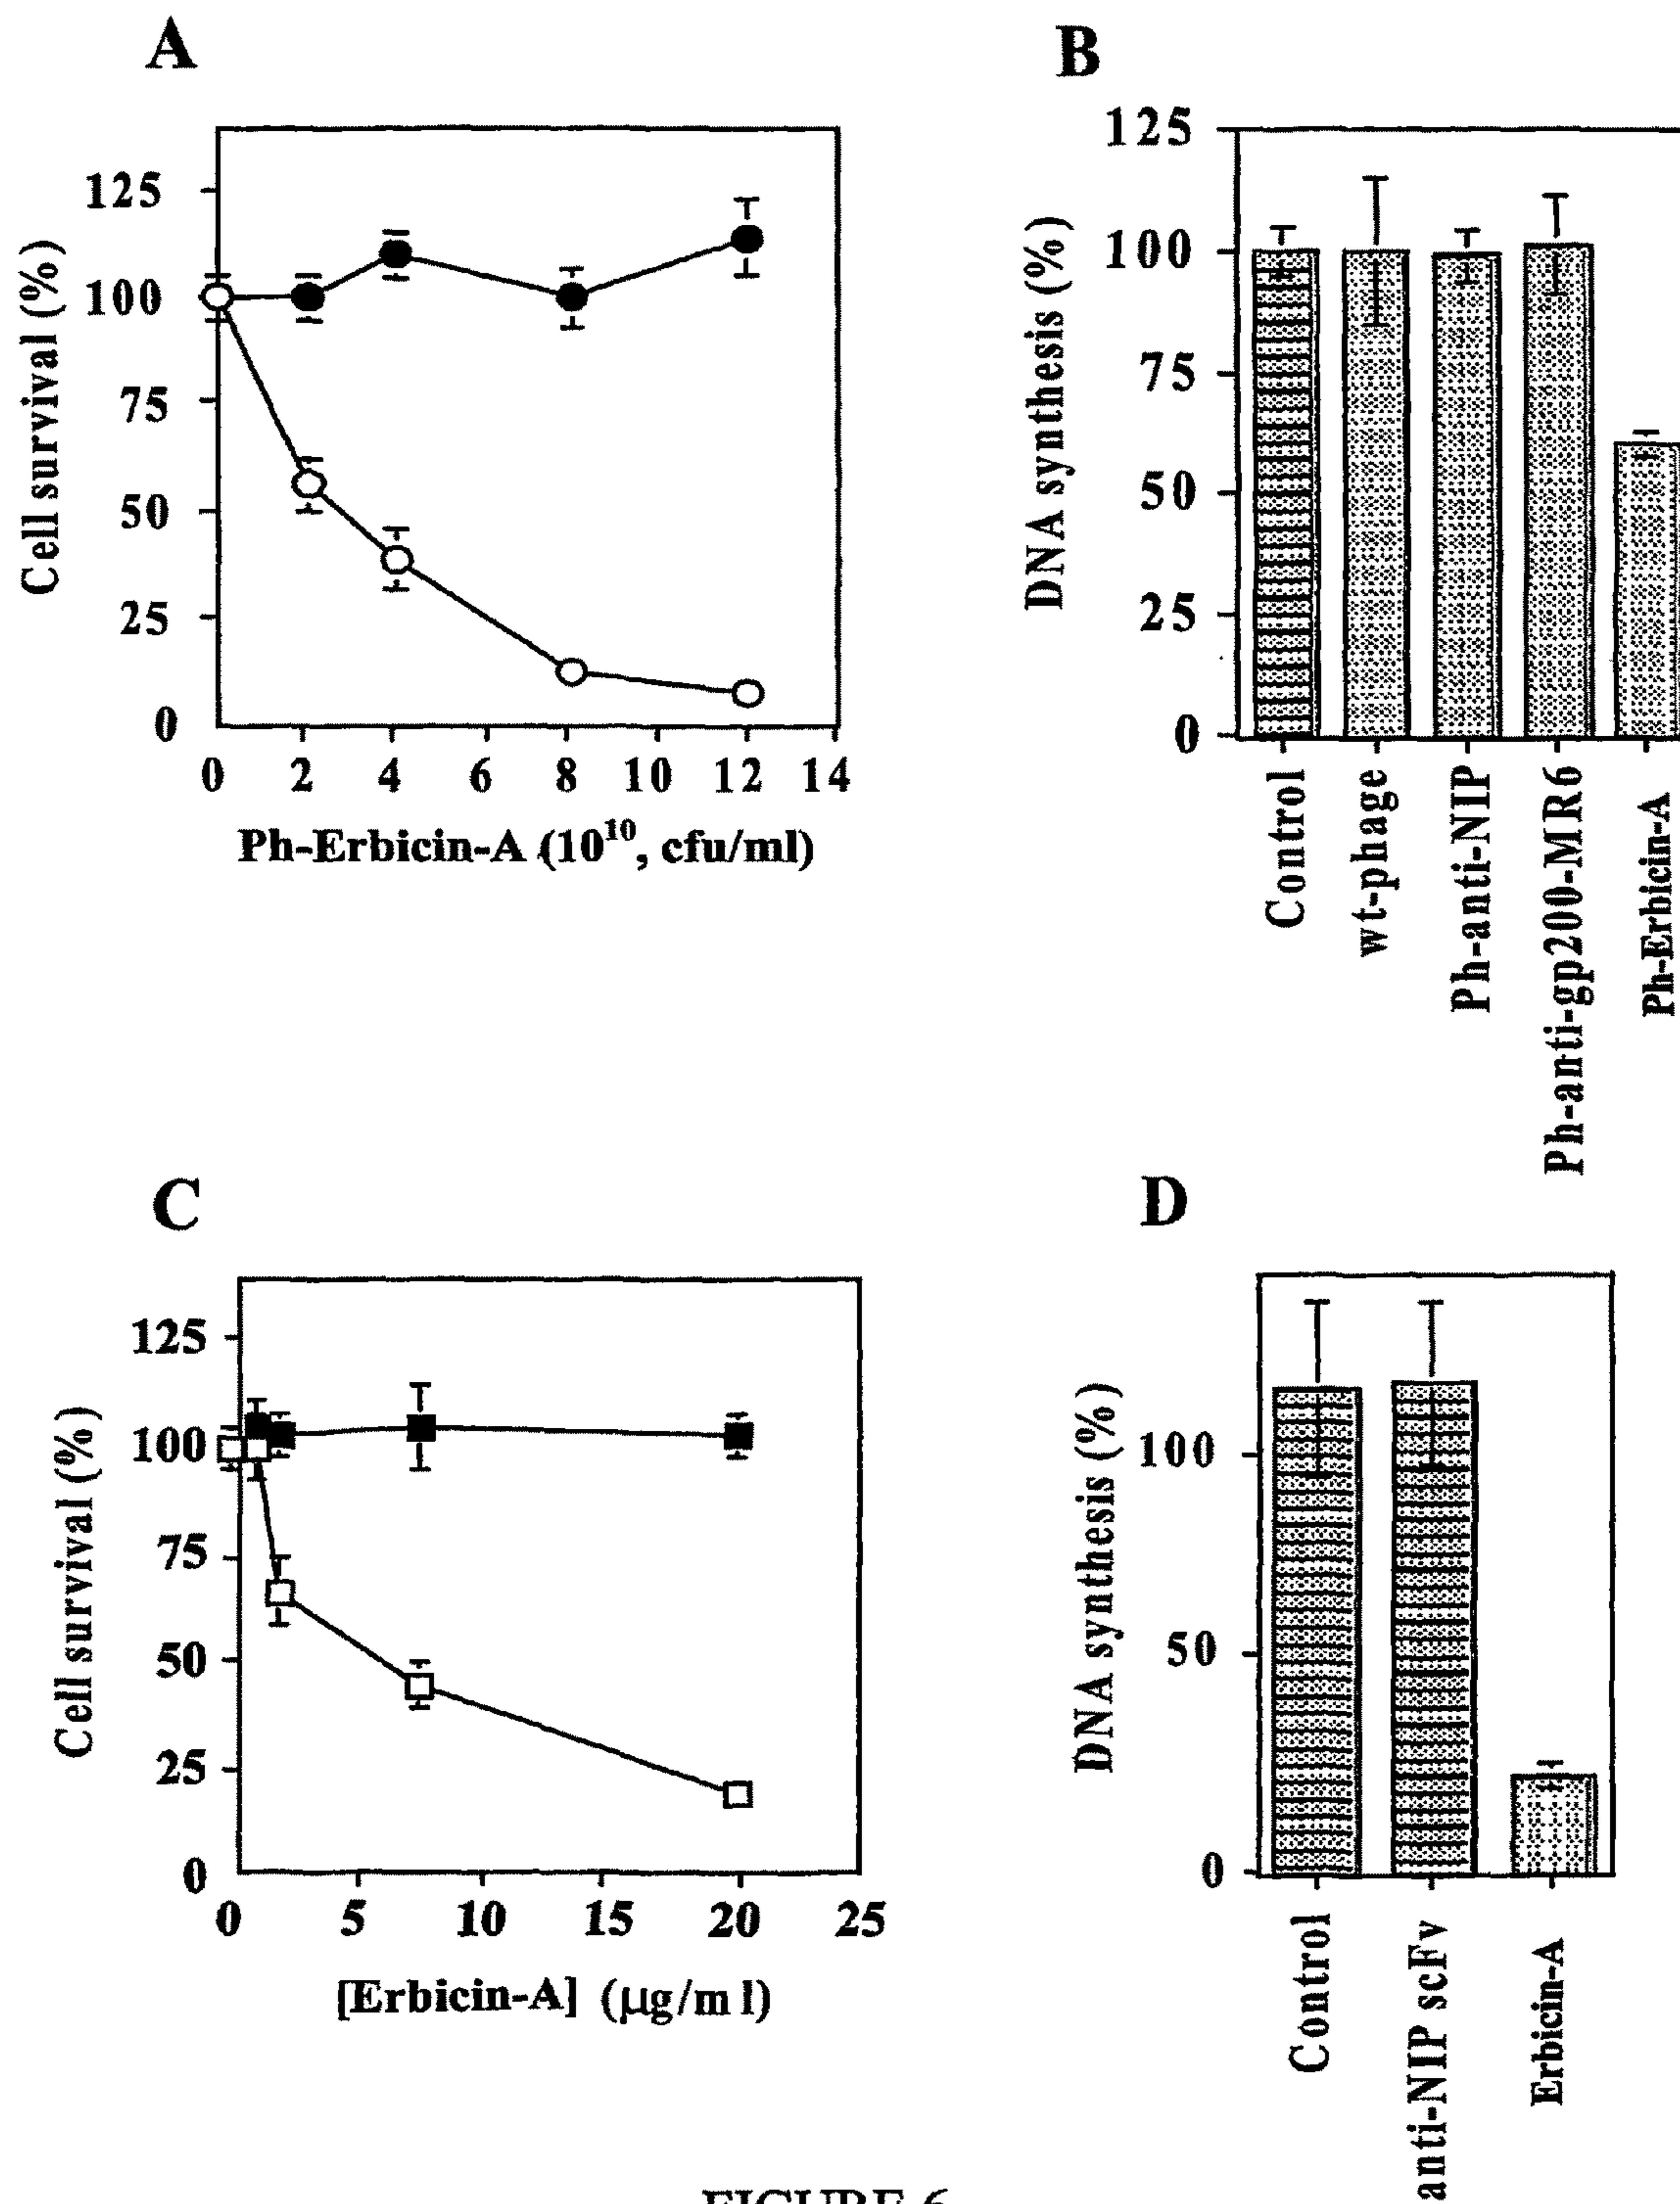 A
125
100
75
50
25
0
Cell survival (%)
0 2 4 6 8 10 12 14
Ph-Erbicin-A (10^10, cfu/ml)
B
125
100
75
50
25
0
DNA synthesis (%)
Control
wt-phage
Ph-anti-NIP
Ph-anti-gp200-MR6
Ph-Erbicin-A
C
125
100
75
50
25
0
Cell survival (%)
0 5 10 15 20 25
[Erbicin-A] (μg/ml)
D
100
50
0
DNA synthesis (%)
Control
anti-NIP scFv
Erbicin-A
FIGURE 6